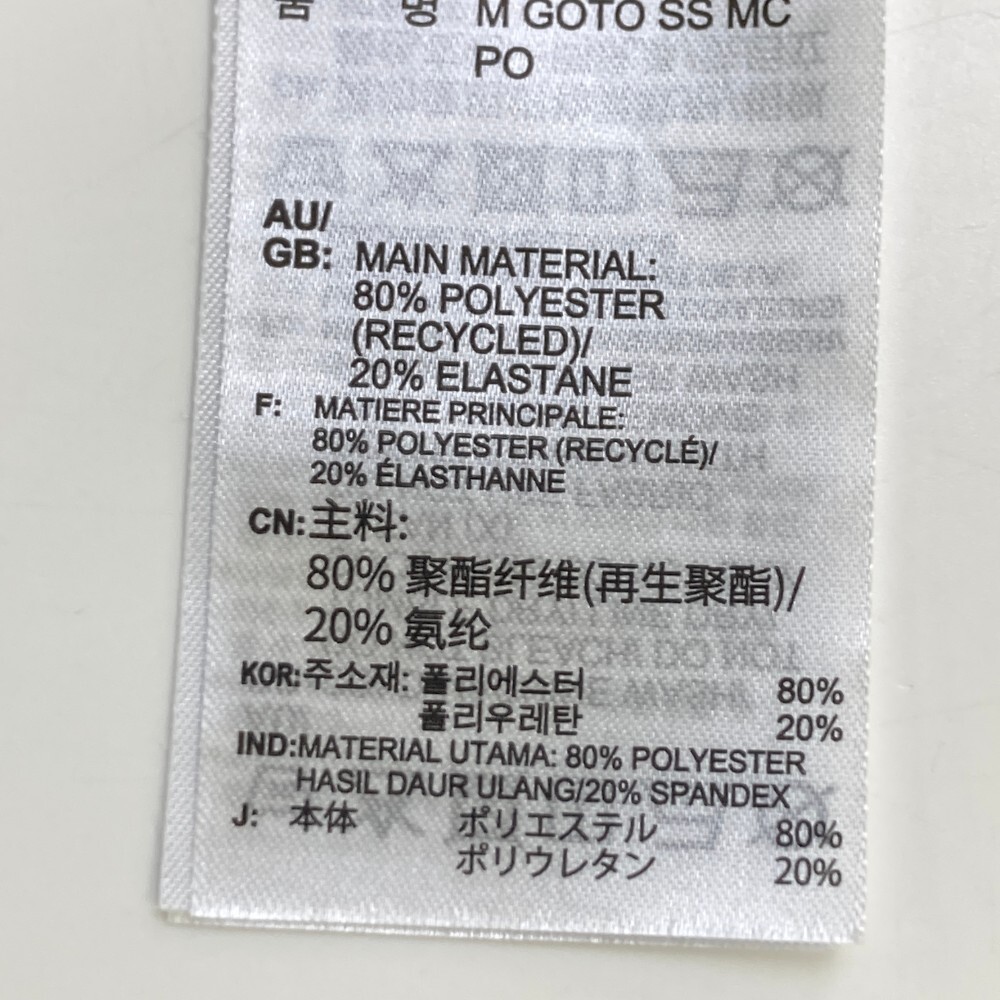 품 명 M GOTO SS MC
PO
AU/
GB: MAIN MATERIAL:
80% POLYESTER
(RECYCLED)/
20% ELASTANE
F: MATIERE PRINCIPALE:
80% POLYESTER (RECYCLÉ)/
20% ÉLASTHANNE
CN:主料:
80% 聚酯纤维(再生聚酯)/
20% 氨纶
KOR:주소재: 폴리에스터 80%
폴리우레탄 20%
IND:MATERIAL UTAMA: 80% POLYESTER
HASIL DAUR ULANG/20% SPANDEX
J: 本体 ポリエステル 80%
ポリウレタン 20%